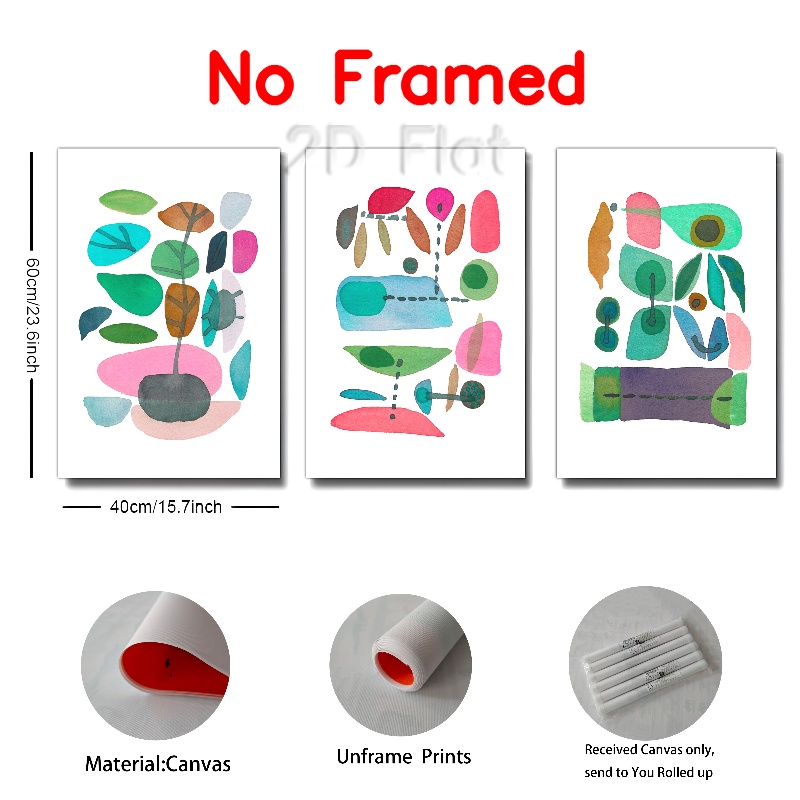 No Framed
2D Flat
60cm/23.6inch
40cm/15.7inch
Material:Canvas
Unframe Prints
Received Canvas only,
send to You Rolled up